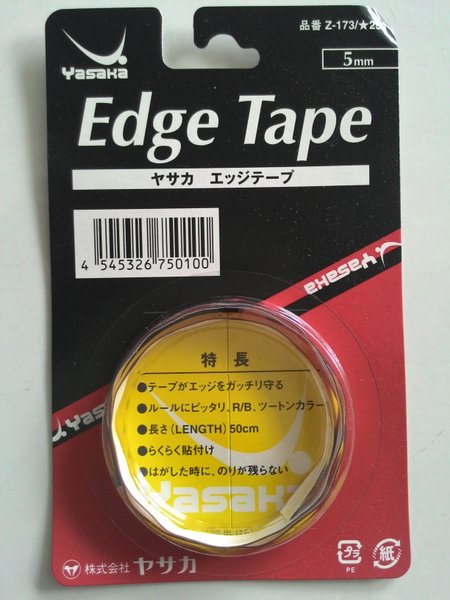 品番 Z-173/★25
5mm
Yasaka
Edge Tape
ヤサカ エッジテープ
4 545326 750100
Yasaka
特長
●テープがエッジをガッチリ守る
●ルールにピッタリ、R/B、ツートンカラー
●長さ（LENGTH）50cm
●らくらく貼付け
●はがした時に、のりが残らない
Yasaka
Yasaka
株式会社 ヤサカ
タラ
PE
紙